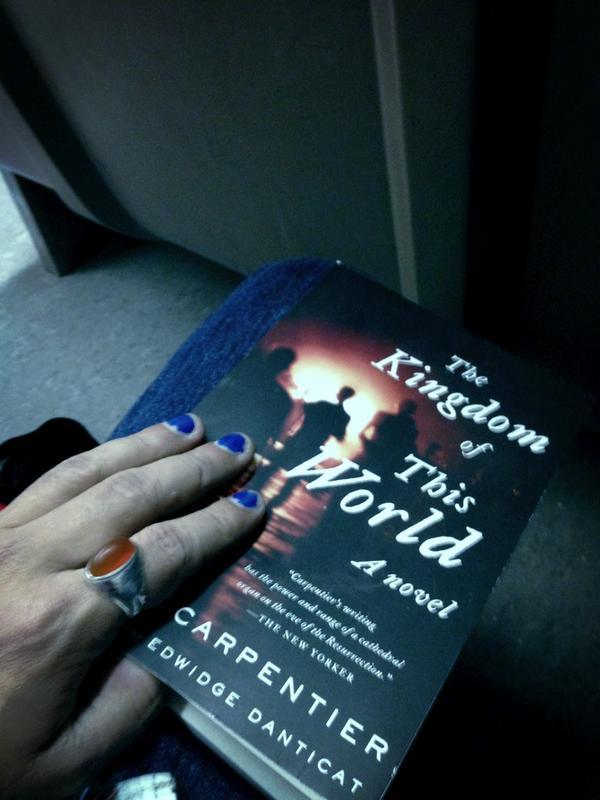 The
Kingdom
of
This
World
A novel
"Carpentier's writing
has the power and range of a cathedral
organ on the eve of the Resurrection."
—THE NEW YORKER
CARPENTIER
EDWIDGE DANTICAT